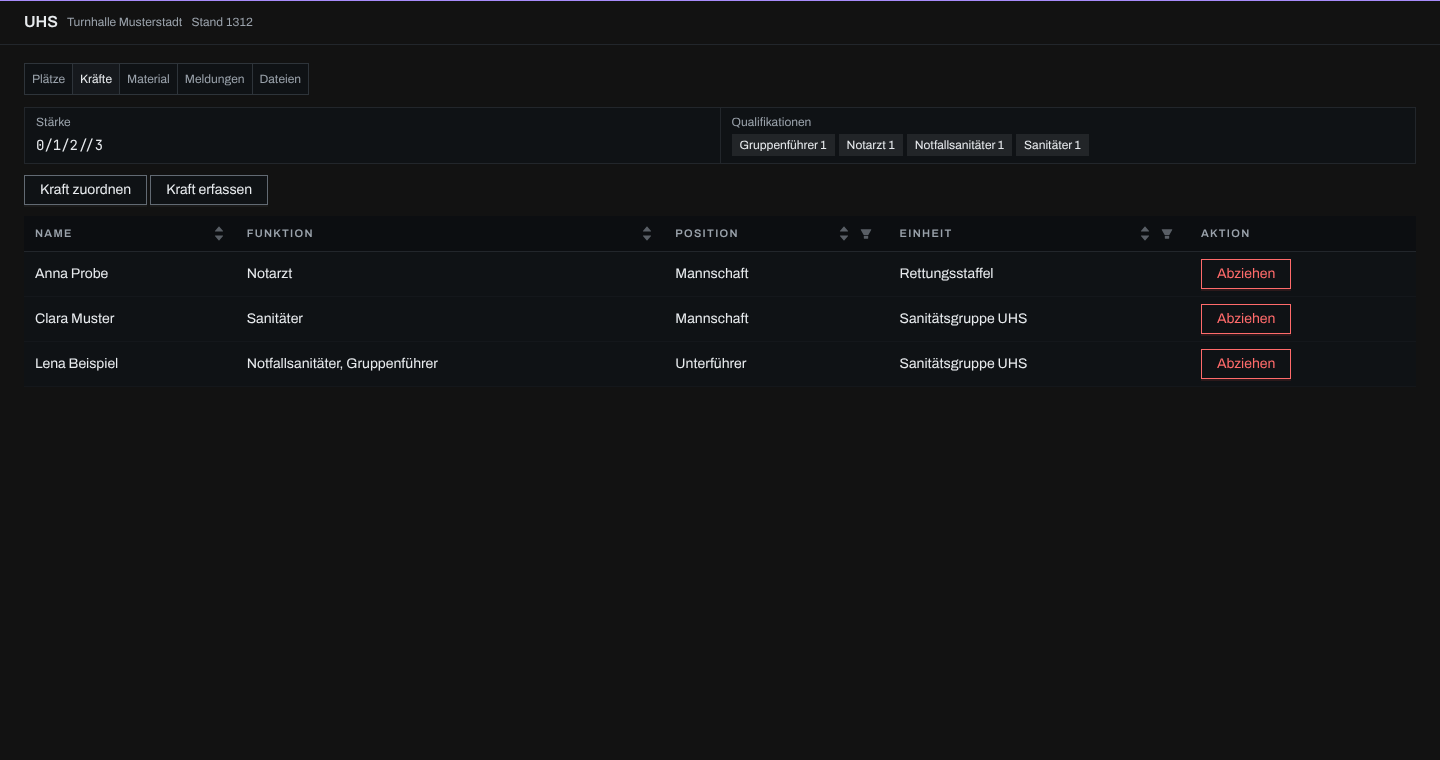 UHS Turnhalle Musterstadt Stand 1312
Plätze Kräfte Material Meldungen Dateien
Stärke
0/1/2//3
Qualifikationen
Gruppenführer 1 Notarzt 1 Notfallsanitäter 1 Sanitäter 1
Kraft zuordnen Kraft erfassen
NAME FUNKTION POSITION EINHEIT AKTION
Anna Probe Notarzt Mannschaft Rettungsstaffel Abziehen
Clara Muster Sanitäter Mannschaft Sanitätsgruppe UHS Abziehen
Lena Beispiel Notfallsanitäter, Gruppenführer Unterführer Sanitätsgruppe UHS Abziehen